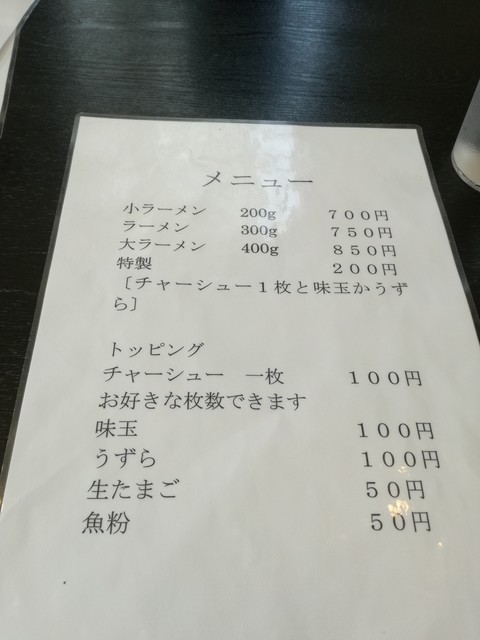 メニュー
小ラーメン 200g ７００円
ラーメン 300g ７５０円
大ラーメン 400g ８５０円
特製 ２００円
〔チャーシュー１枚と味玉かうず
ら〕
トッピング
チャーシュー 一枚 １００円
お好きな枚数できます
味玉 １００円
うずら １００円
生たまご ５０円
魚粉 ５０円